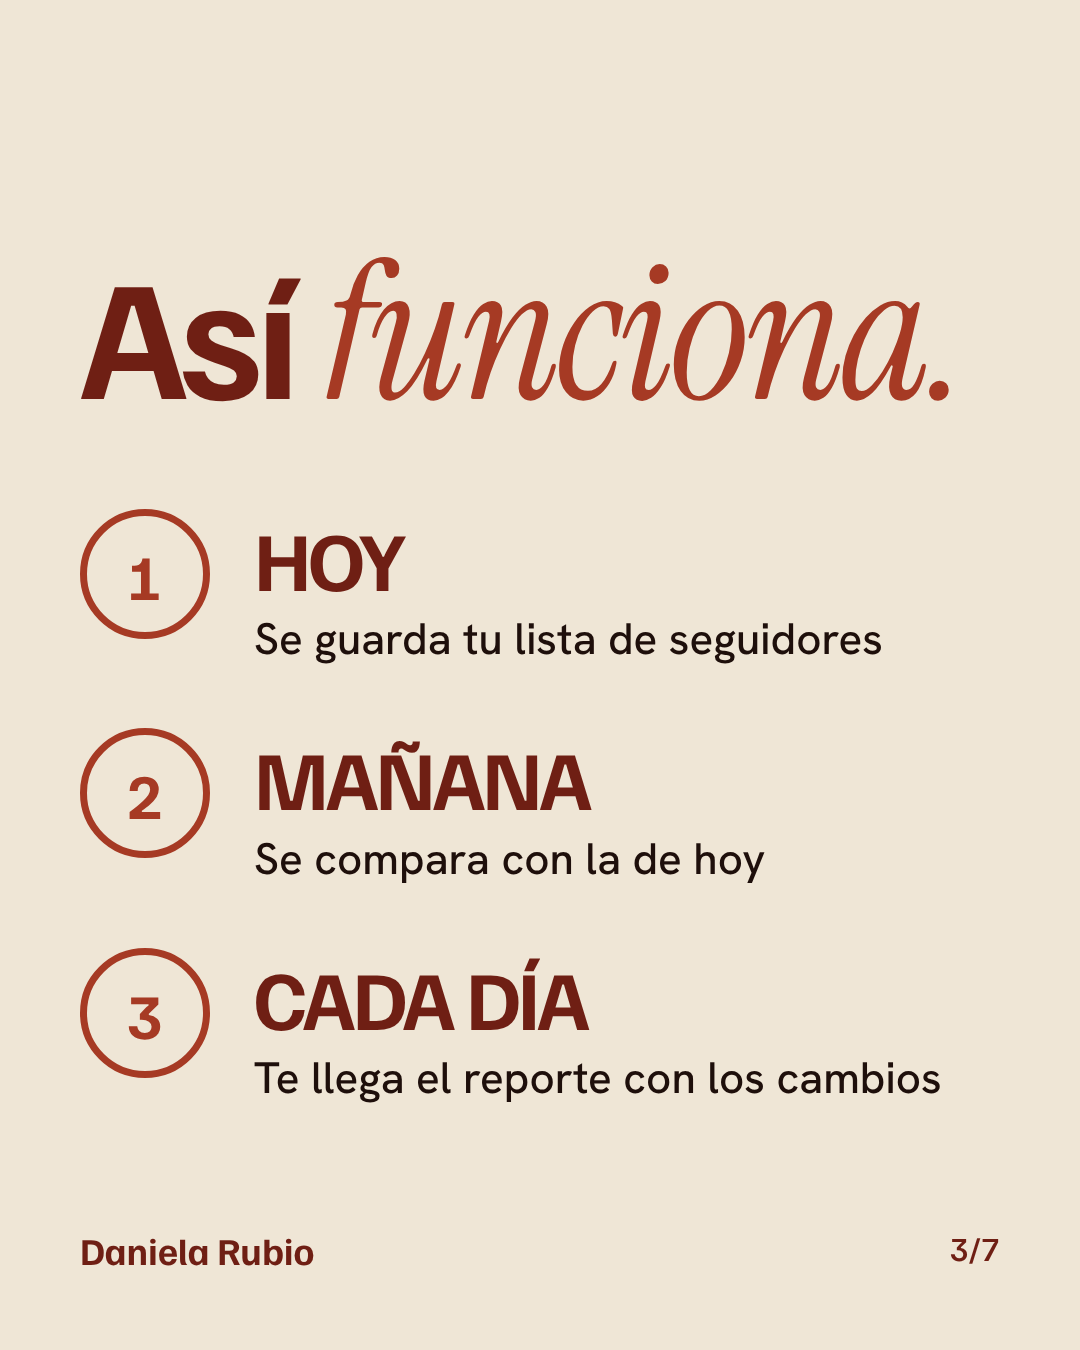 Así funciona.
1
HOY
Se guarda tu lista de seguidores
2
MAÑANA
Se compara con la de hoy
3
CADA DÍA
Te llega el reporte con los cambios
Daniela Rubio
3/7